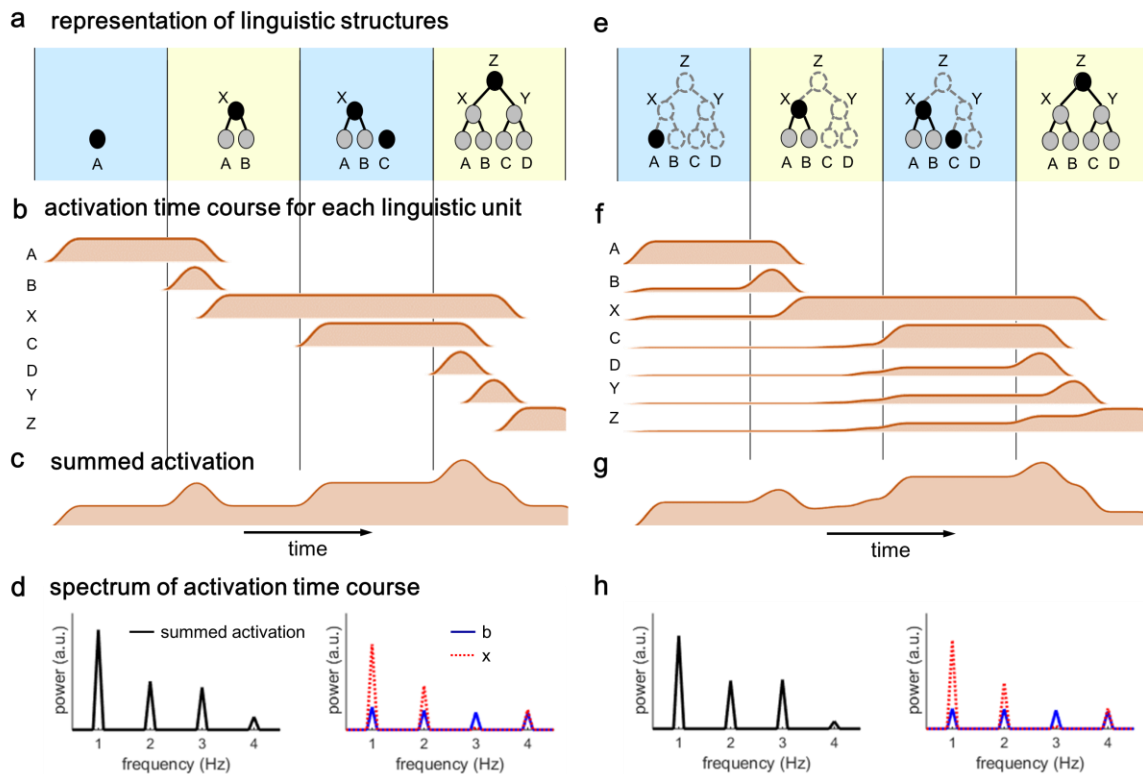 a representation of linguistic structures
Z
X X X Y
A A B A B C A B C D
b activation time course for each linguistic unit
A
B
X
C
D
Y
Z
c summed activation
time
d spectrum of activation time course
power (a.u.)
summed activation
1 2 3 4
frequency (Hz)
power (a.u.)
b
x
1 2 3 4
frequency (Hz)
e
Z Z Z Z
X Y X Y X Y X Y
A B C D A B C D A B C D A B C D
f
A
B
X
C
D
Y
Z
g
time
h
power (a.u.)
1 2 3 4
frequency (Hz)
power (a.u.)
b
x
1 2 3 4
frequency (Hz)